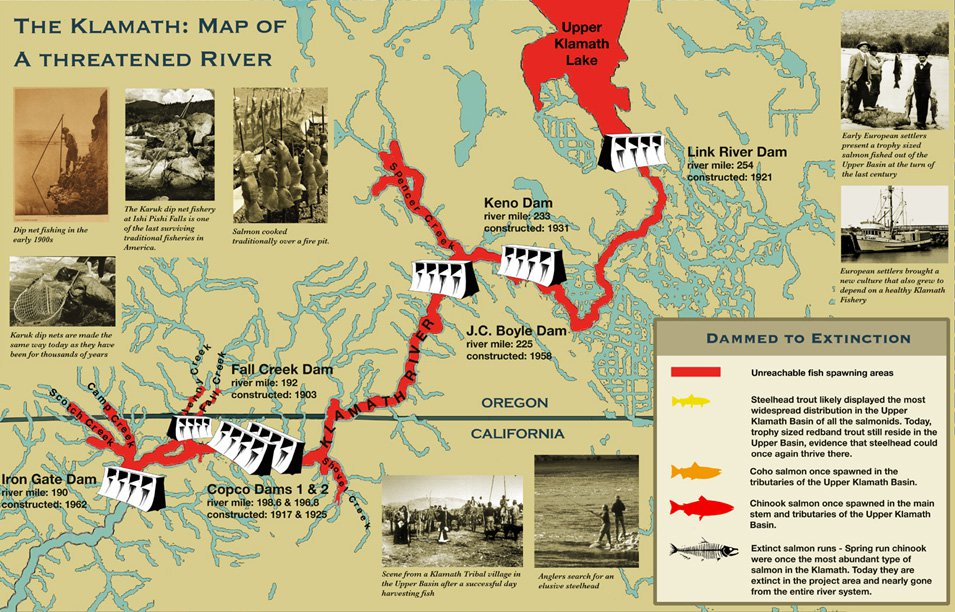 THE KLAMATH: MAP OF
A THREATENED RIVER
Upper
Klamath
Lake
Dip net fishing in the
early 1900s
The Karuk dip net fishery
at Ishi Pishi Falls is one
of the last surviving
traditional fisheries in
America.
Salmon cooked
traditionally over a fire pit.
Early European settlers
present a trophy sized
salmon fished out of the
Upper Basin at the turn of
the last century
Link River Dam
river mile: 254
constructed: 1921
Spencer Creek
Keno Dam
river mile: 233
constructed: 1931
European settlers brought a
new culture that also grew to
depend on a healthy Klamath
Fishery
Karuk dip nets are made the
same way today as they have
been for thousands of years
J.C. Boyle Dam
river mile: 225
constructed: 1958
KLAMATH RIVER
Fall Creek Dam
river mile: 192
constructed: 1903
Fall Creek
Camp Creek
Scotch Creek
OREGON
CALIFORNIA
Iron Gate Dam
river mile: 190
constructed: 1962
Copco Dams 1 & 2
river mile: 198.6 & 196.8
constructed: 1917 & 1925
Shovel Creek
Scene from a Klamath Tribal village in
the Upper Basin after a successful day
harvesting fish
Anglers search for an
elusive steelhead
DAMMED TO EXTINCTION
Unreachable fish spawning areas
Steelhead trout likely displayed the most
widespread distribution in the Upper
Klamath Basin of all the salmonids. Today,
trophy sized redband trout still reside in the
Upper Basin, evidence that steelhead could
once again thrive there.
Coho salmon once spawned in the
tributaries of the Upper Klamath Basin.
Chinook salmon once spawned in the main
stem and tributaries of the Upper Klamath
Basin.
Extinct salmon runs - Spring run chinook
were once the most abundant type of
salmon in the Klamath. Today they are
extinct in the project area and nearly gone
from the entire river system.